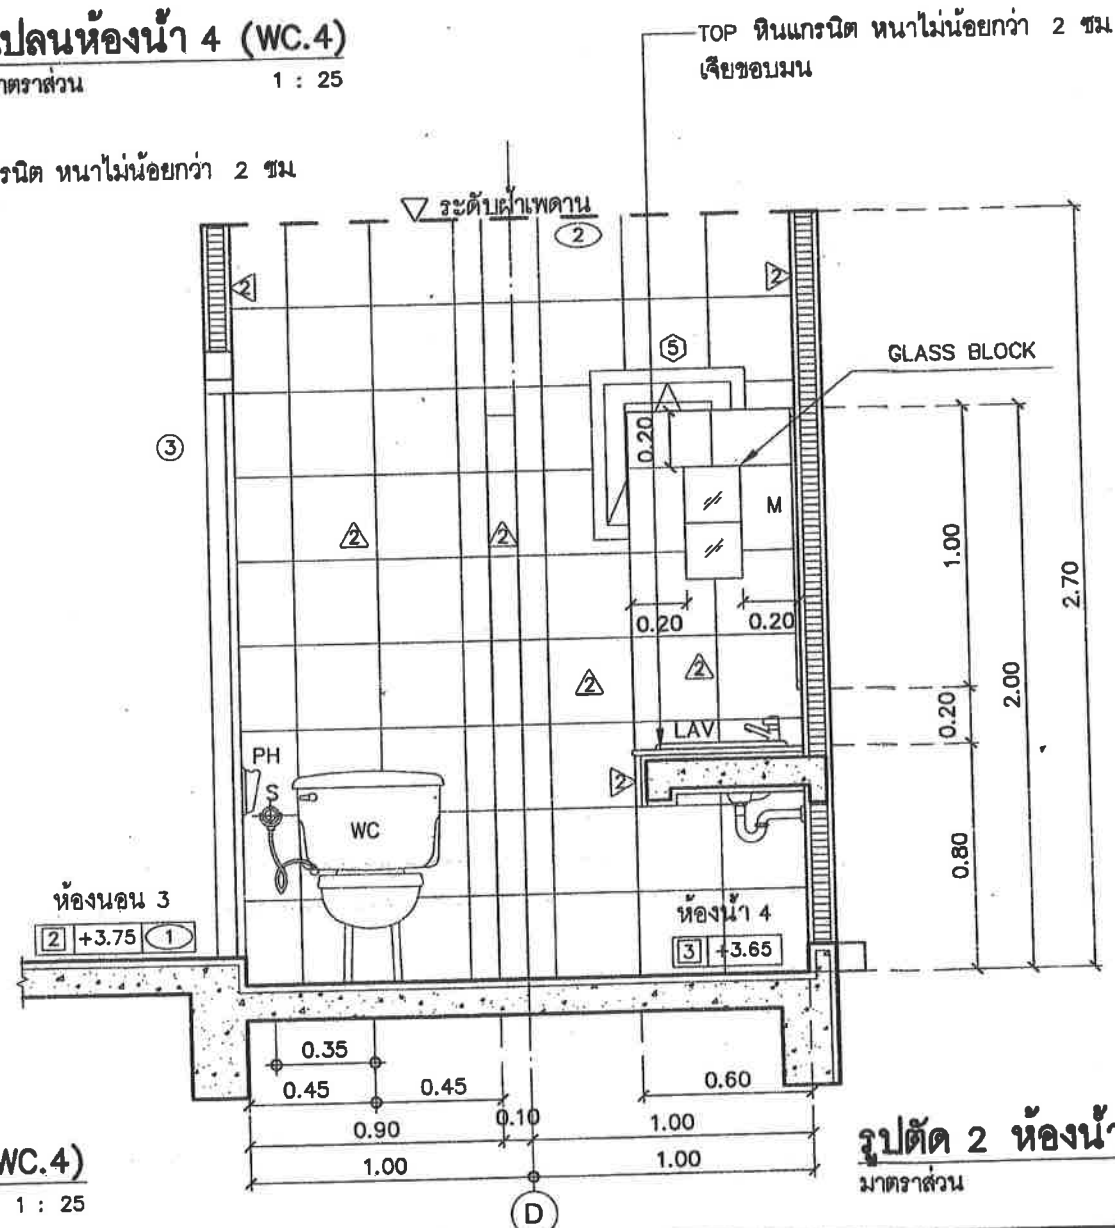 ปลนห้องน้ำ 4 (WC.4)
าตราส่วน 1 : 25
TOP หินแกรนิต หนาไม่น้อยกว่า 2 ซม.
เจียขอบมน
รนิต หนาไม่น้อยกว่า 2 ซม.
ระดับฝ้าเพดาน
2
2
2
5
GLASS BLOCK
3
0.20
M
2
2
1.00
2.70
0.20
0.20
2
2
2.00
0.20
LAV
PH
S
2
WC
0.80
ห้องนอน 3
2 +3.75 1
ห้องน้ำ 4
3 +3.65
0.35
0.45
0.45
0.60
0.90
0.10
1.00
1.00
1.00
D
WC.4)
1 : 25
รูปตัด 2 ห้องน้ำ
มาตราส่วน